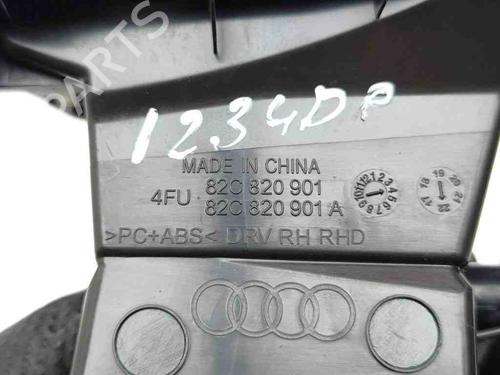 PARTS
1234DP
MADE IN CHINA
4FU 82C 820 901
82C 820 901 A
>PC+ABS< DRV RH RHD